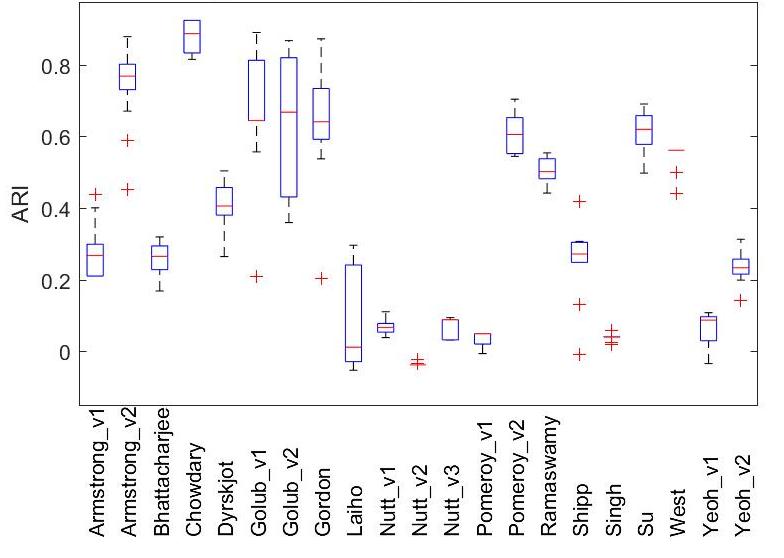 0.8
0.6
0.4
0.2
0
ARI
Armstrong_v1
Armstrong_v2
Bhattacharjee
Chowdary
Dyrskjot
Golub_v1
Golub_v2
Gordon
Laiho
Nutt_v1
Nutt_v2
Nutt_v3
Pomeroy_v1
Pomeroy_v2
Ramaswamy
Shipp
Singh
Su
West
Yeoh_v1
Yeoh_v2